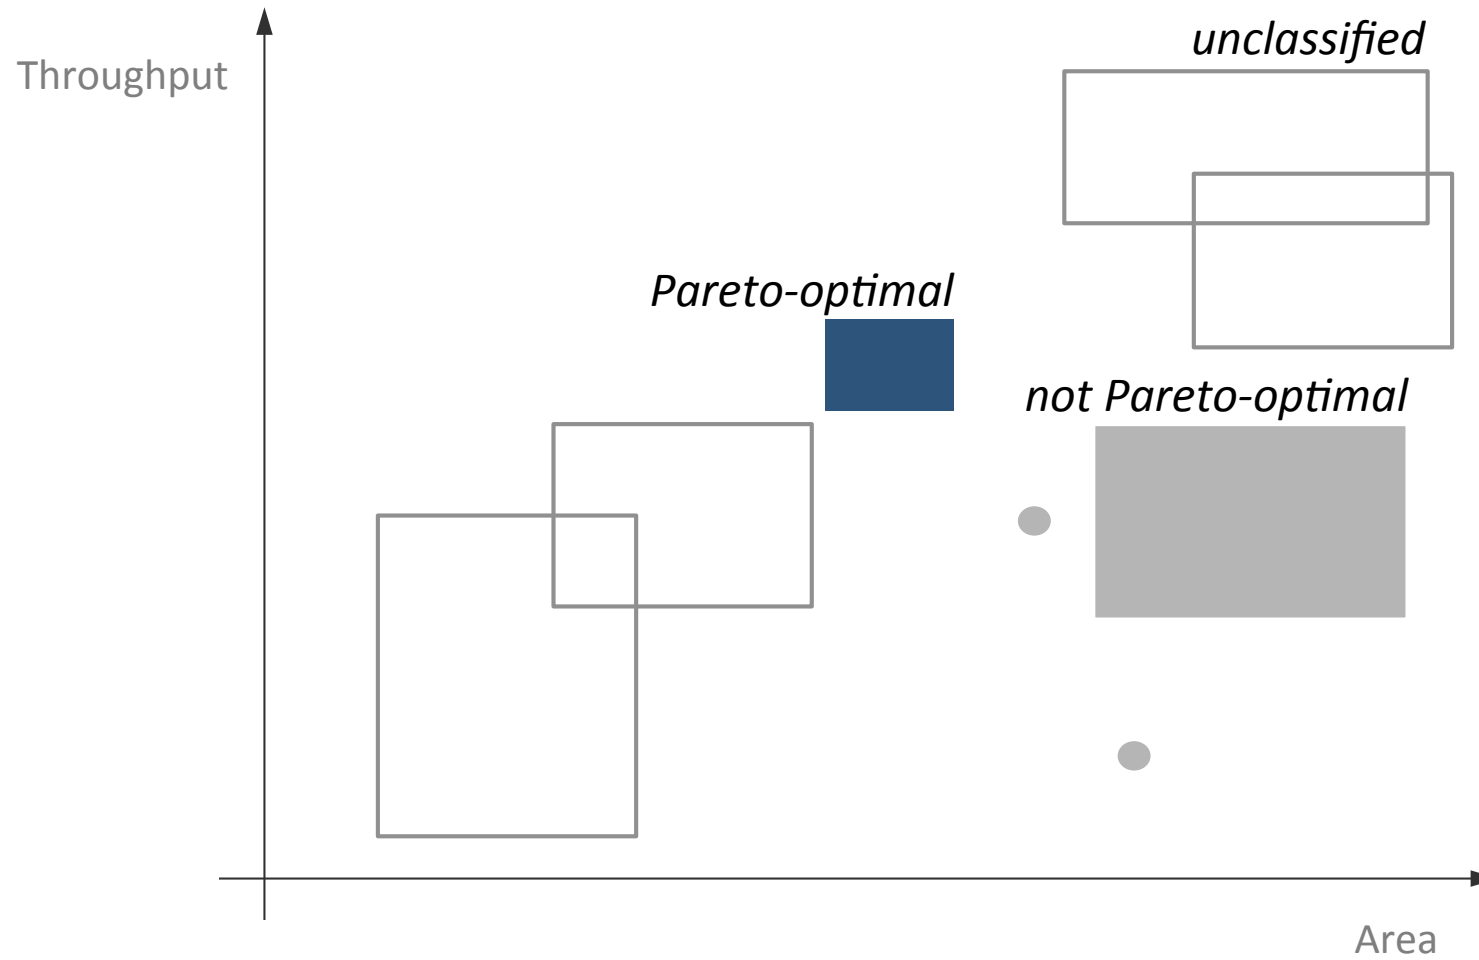 unclassified
Throughput
Pareto-optimal
not Pareto-optimal
Area